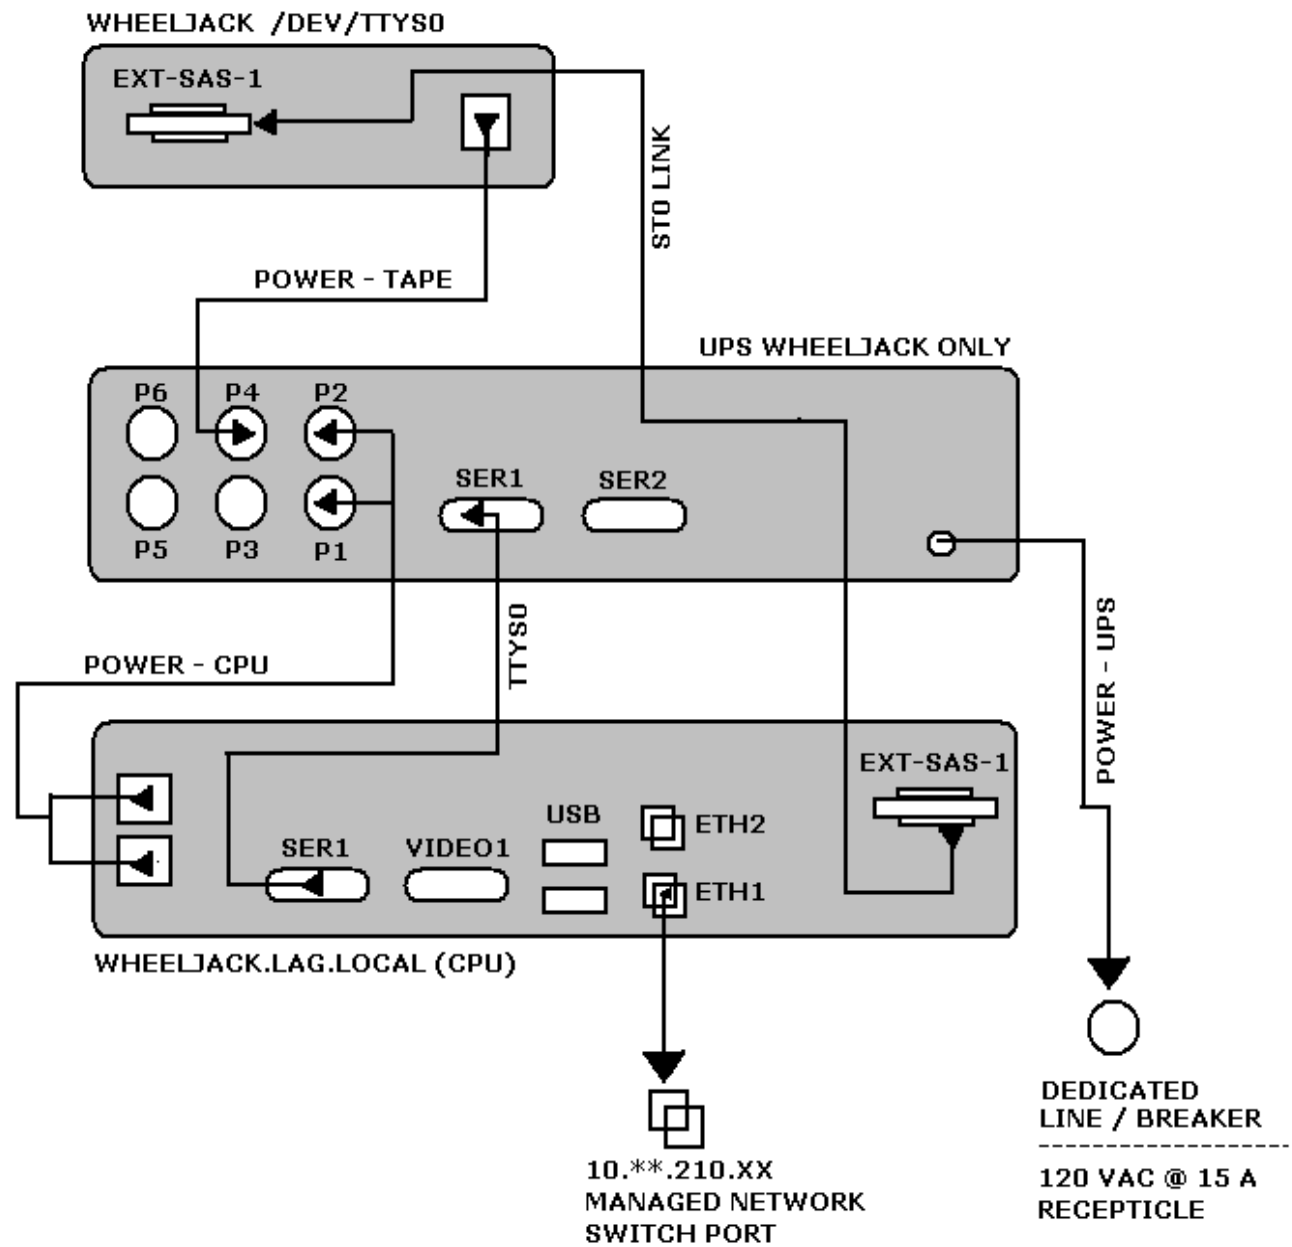 WHEELJACK /DEV/TTYS0
EXT-SAS-1
STO LINK
POWER - TAPE
UPS WHEELJACK ONLY
P6 P4 P2
SER1 SER2
P5 P3 P1
TTYS0
POWER - UPS
POWER - CPU
EXT-SAS-1
USB
ETH2
SER1 VIDEO1
ETH1
WHEELJACK.LAG.LOCAL (CPU)
DEDICATED
LINE / BREAKER
--------------------
120 VAC @ 15 A
RECEPTICLE
10.**.210.XX
MANAGED NETWORK
SWITCH PORT